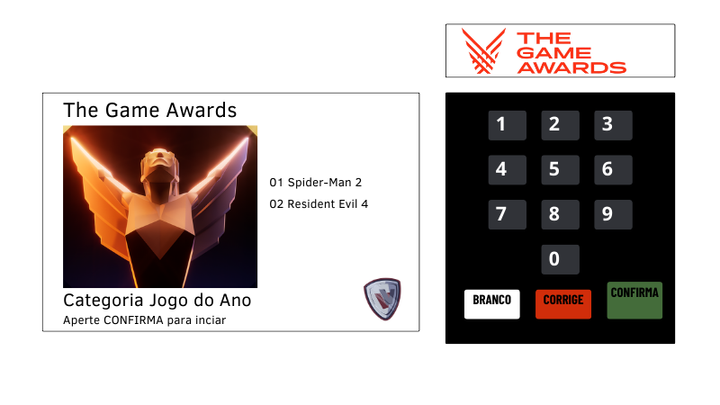 THE
GAME
AWARDS
The Game Awards
01 Spider-Man 2
02 Resident Evil 4
Categoria Jogo do Ano
Aperte CONFIRMA para inciar
1 2 3
4 5 6
7 8 9
0
BRANCO CORRIGE CONFIRMA